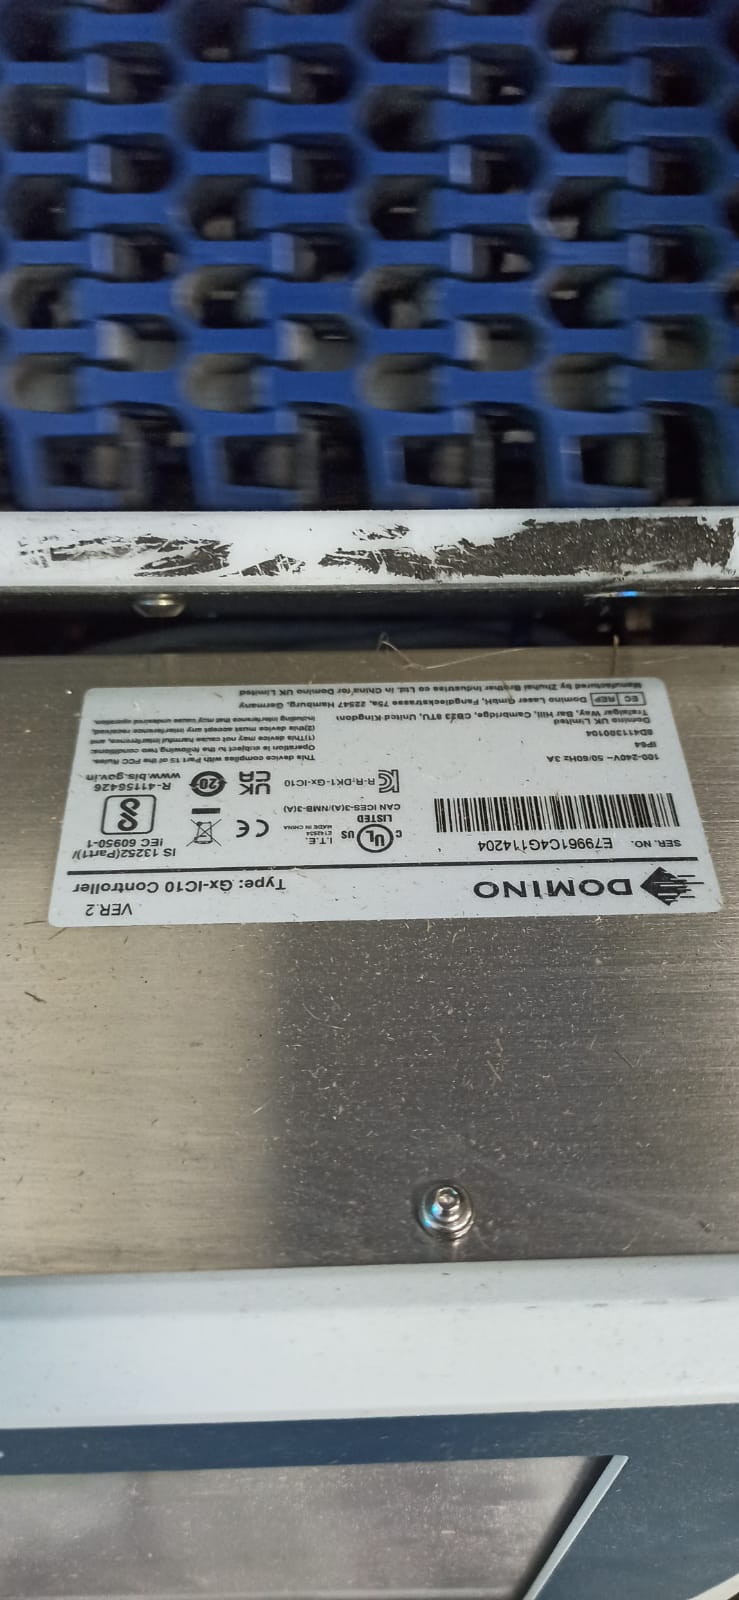 VER.2
DOMINO Type: Gx-IC10 Controller
SER. NO. E79961C4G114204
C UL US LISTED
I.T.E.
E142934
MADE IN CHINA
CE
IS 13252(Part1)/
IEC 60950-1
CAN ICES-3(A)/NMB-3(A)
R-R-DK1-Gx-IC10
UK CA
20
R-41156426
www.bis.gov.in
100-240V~ 50/60Hz 3A
IP64
Domino UK Limited
Trafalgar Way, Bar Hill, Cambridge, CB23 8TU, United Kingdom
EC REP Domino Laser GmbH, Fangdieckstrasse 75a, 22547 Hamburg, Germany
Manufactured by Zhuhai Brother Industries co Ltd. in China for Domino UK Limited
This device complies with Part 15 of the FCC Rules.
Operation is subject to the following two conditions:
(1)This device may not cause harmful interference, and
(2)this device must accept any interference received,
including interference that may cause undesired operation.